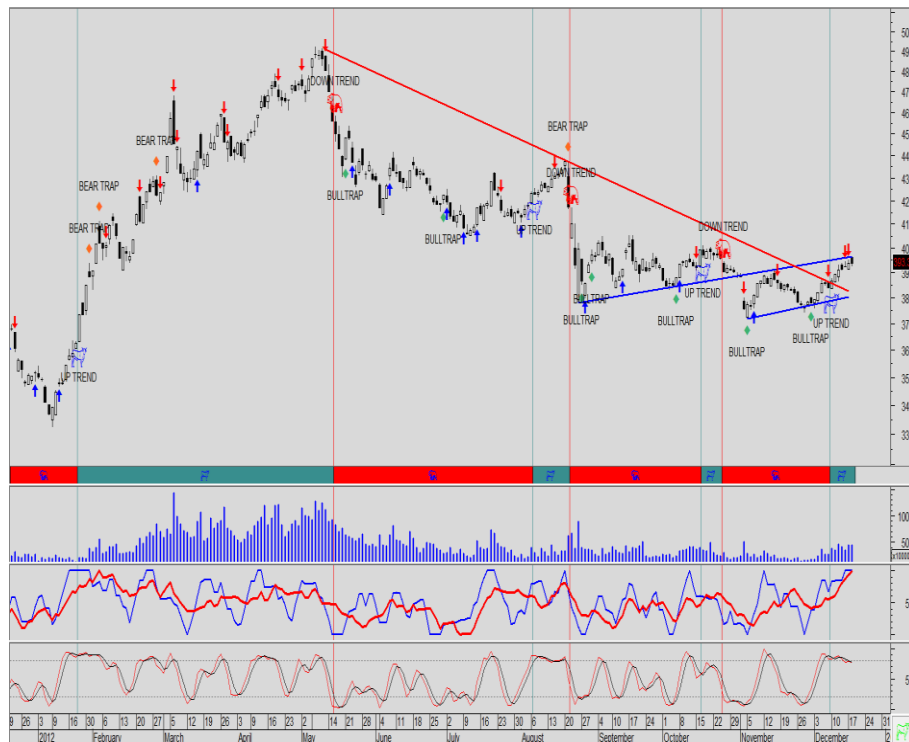 50
49
DOWN TREND
47
46
BEAR TRAP
BEAR TRAP
44
BEAR TRAP
DOWN TREND
43
BULLTRAP
42
BEAR TRAP
DOWN TREND
BULLTRAP
UP TREND
41
40
39
UP TREND
38
BULLTRAP
BULLTRAP
BULLTRAP
UP TREND
37
BULLTRAP
BULLTRAP
36
UP TREND
35
34
33
100
50
x10000
5
5
9 26 3 9 16 30 6 13 20 27 5 12 19 26 3 9 16 23 2 14 21 28 4 11 18 25 2 9 16 23 30 6 13 20 27 4 10 17 24 1 8 15 22 29 5 12 19 26 3 10 17 24 31
2012 February March April May June July August September October November December 2